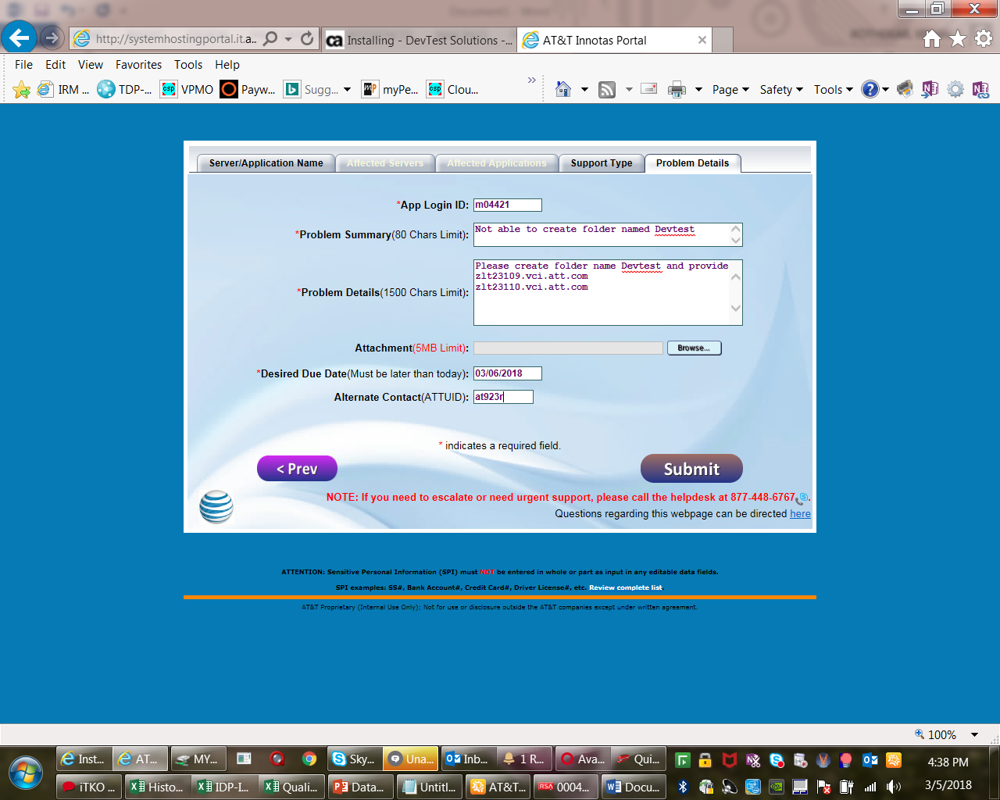 http://systemhostingportal.it.a...
ca Installing - DevTest Solutions -...
AT&T Innotas Portal
File Edit View Favorites Tools Help
IRM ... TDP-... csp VPMO Payw... Sugg... myPe... csp Clou... » Page Safety Tools
Server/Application Name Affected Servers Affected Applications Support Type Problem Details
*App Login ID: m04421
*Problem Summary(80 Chars Limit): Not able to create folder named Devtest
*Problem Details(1500 Chars Limit): Please create folder name Devtest and provide
zlt23109.vci.att.com
zlt23110.vci.att.com
Attachment(5MB Limit): Browse...
*Desired Due Date(Must be later than today): 03/06/2018
Alternate Contact(ATTUID): at923r
* indicates a required field.
< Prev Submit
NOTE: If you need to escalate or need urgent support, please call the helpdesk at 877-448-6767.
Questions regarding this webpage can be directed here
ATTENTION: Sensitive Personal Information (SPI) must NOT be entered in whole or part as input in any editable data fields.
SPI examples: SS#, Bank Account#, Credit Card#, Driver License#, etc. Review complete list.
AT&T Proprietary (Internal Use Only); Not for use or disclosure outside the AT&T companies except under written agreement.
100%
Inst... AT... MY... Sky... Una... Inb... 1 R... Ava... Qui... 4:38 PM
iTKO ... Histo... IDP-I... Quali... Data... Untitl... AT&T... RSA 0004... Docu... 3/5/2018